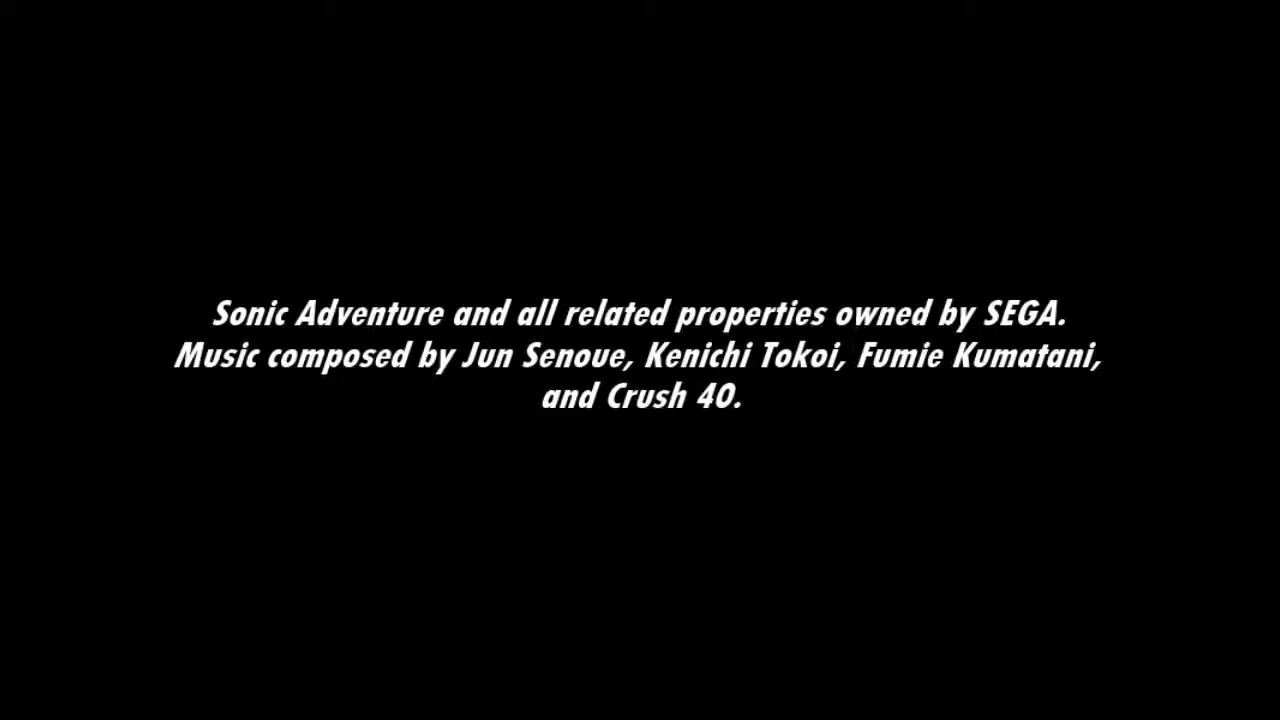 Sonic Adventure and all related properties owned by SEGA.
Music composed by Jun Senoue, Kenichi Tokoi, Fumie Kumatani,
and Crush 40.